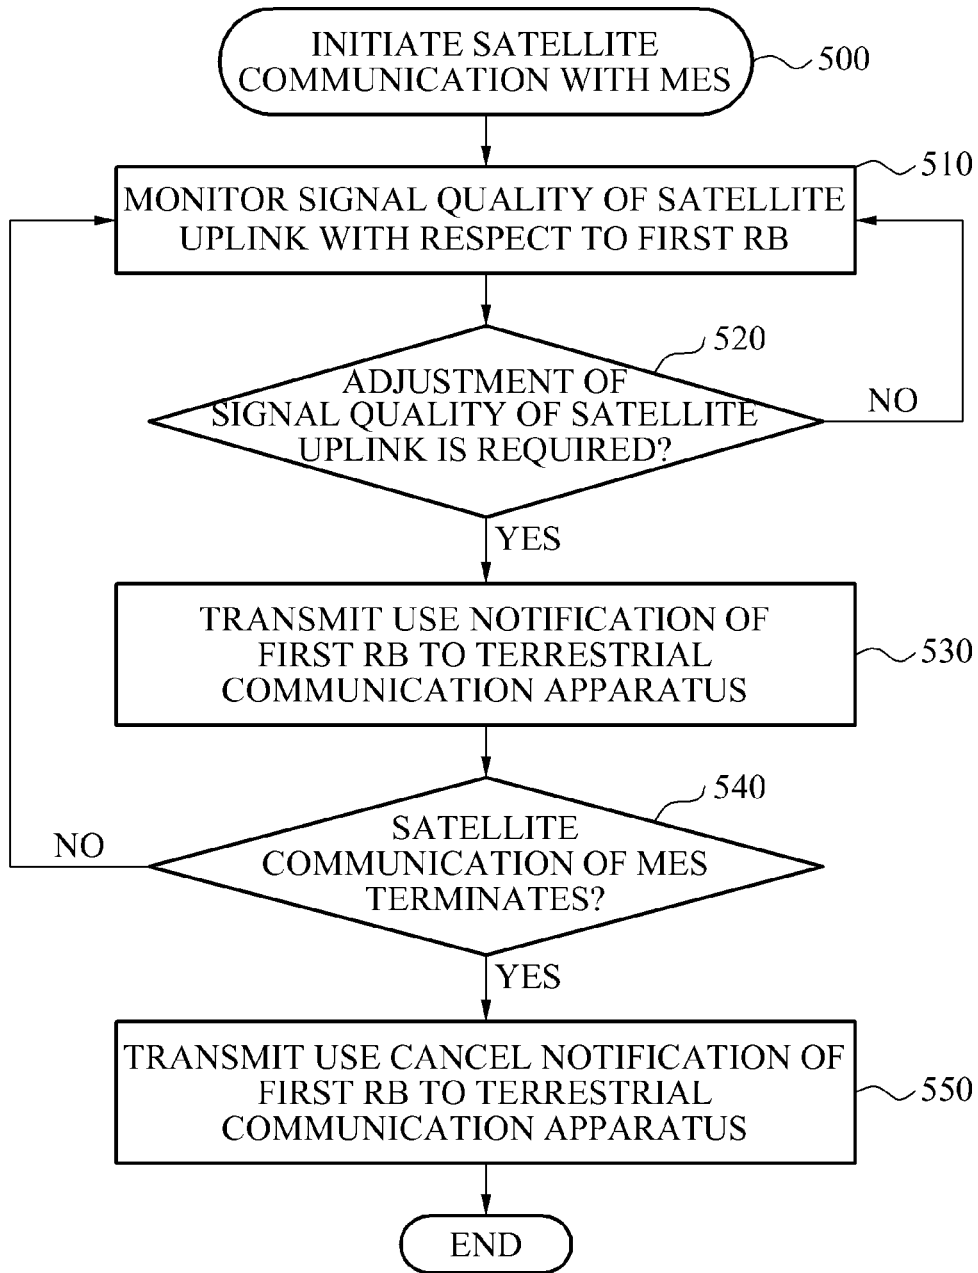 INITIATE SATELLITE
COMMUNICATION WITH MES
500
510
MONITOR SIGNAL QUALITY OF SATELLITE
UPLINK WITH RESPECT TO FIRST RB
520
ADJUSTMENT OF
SIGNAL QUALITY OF SATELLITE
UPLINK IS REQUIRED?
NO
YES
TRANSMIT USE NOTIFICATION OF
FIRST RB TO TERRESTRIAL
COMMUNICATION APPARATUS
530
540
SATELLITE
COMMUNICATION OF MES
TERMINATES?
NO
YES
TRANSMIT USE CANCEL NOTIFICATION OF
FIRST RB TO TERRESTRIAL
COMMUNICATION APPARATUS
550
END